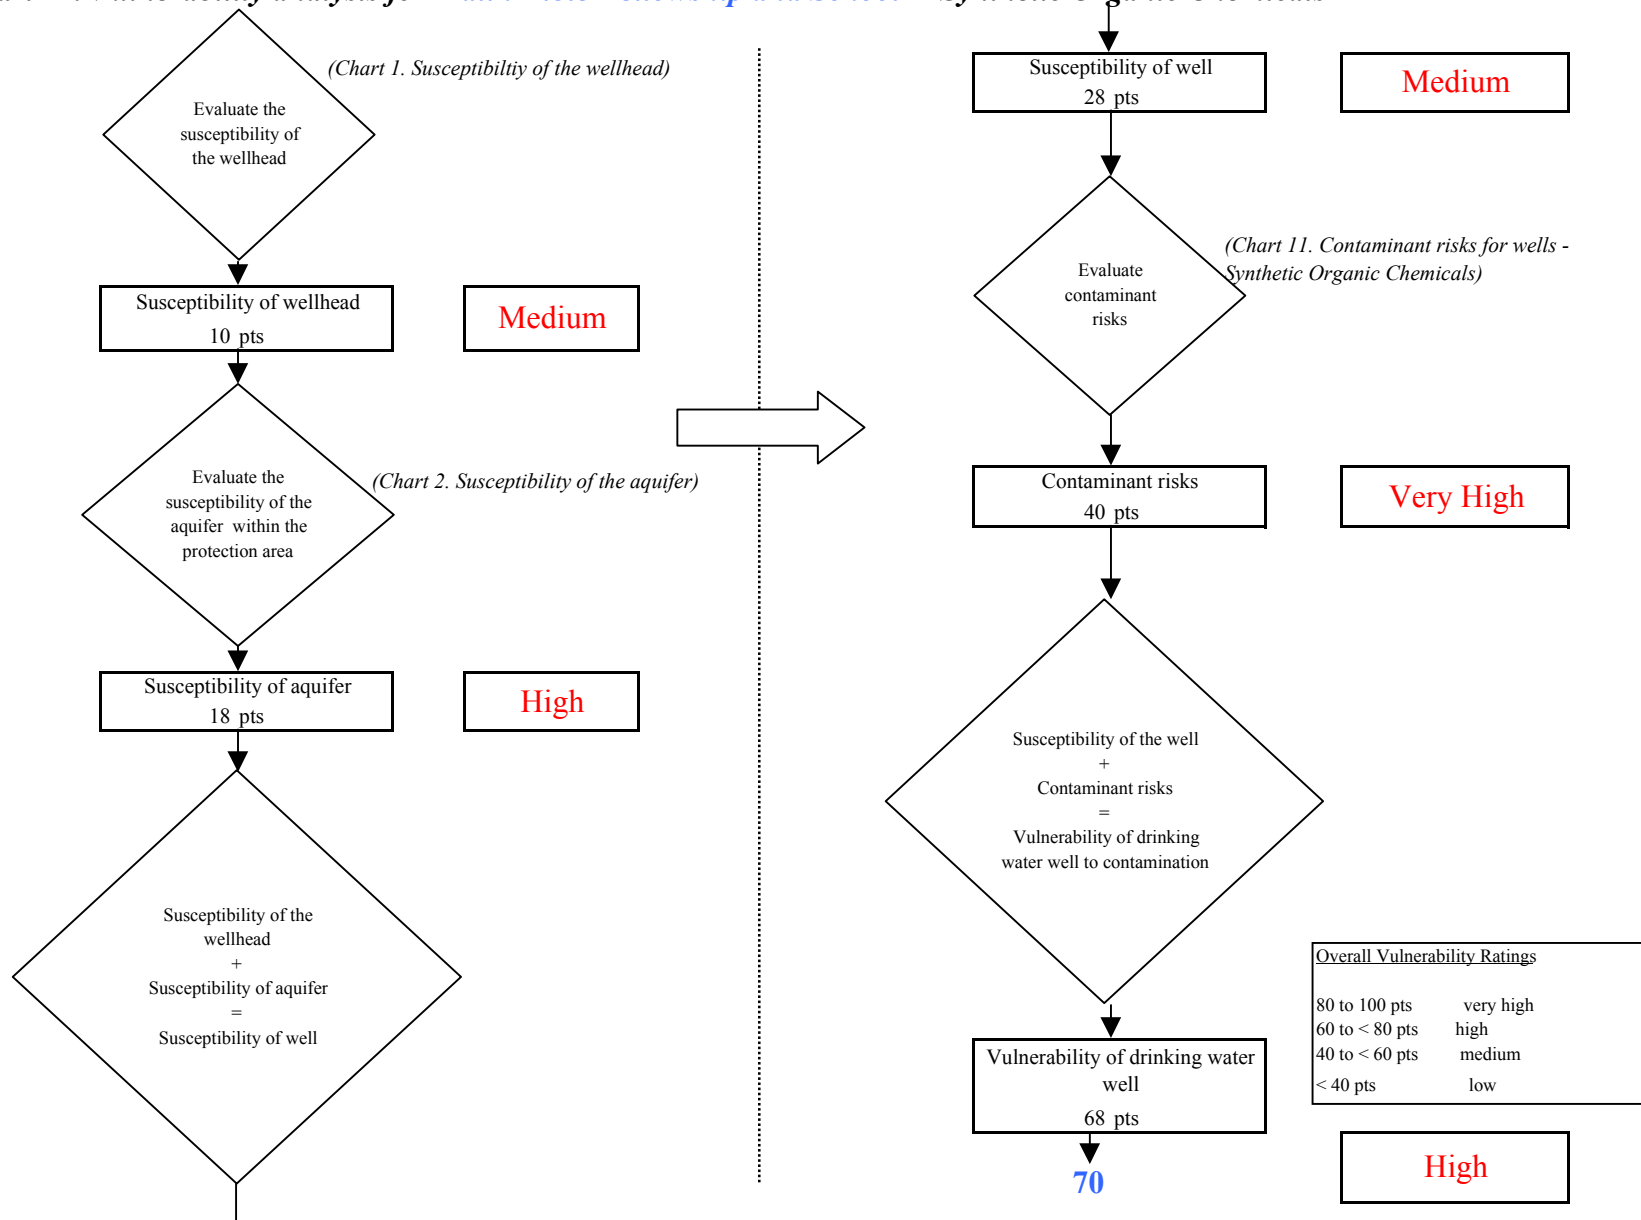 Synthetic Organic Chemicals
(Chart 1. Susceptibiltiy of the wellhead)
Evaluate the
susceptibility of
the wellhead
Susceptibility of wellhead
10 pts
Medium
Evaluate the
susceptibility of the
aquifer within the
protection area
(Chart 2. Susceptibility of the aquifer)
Susceptibility of aquifer
18 pts
High
Susceptibility of the
wellhead
+
Susceptibility of aquifer
=
Susceptibility of well
Susceptibility of well
28 pts
Medium
Evaluate
contaminant
risks
(Chart 11. Contaminant risks for wells -
Synthetic Organic Chemicals)
Contaminant risks
40 pts
Very High
Susceptibility of the well
+
Contaminant risks
=
Vulnerability of drinking
water well to contamination
Vulnerability of drinking water
well
68 pts
70
Overall Vulnerability Ratings
80 to 100 pts very high
60 to < 80 pts high
40 to < 60 pts medium
< 40 pts low
High